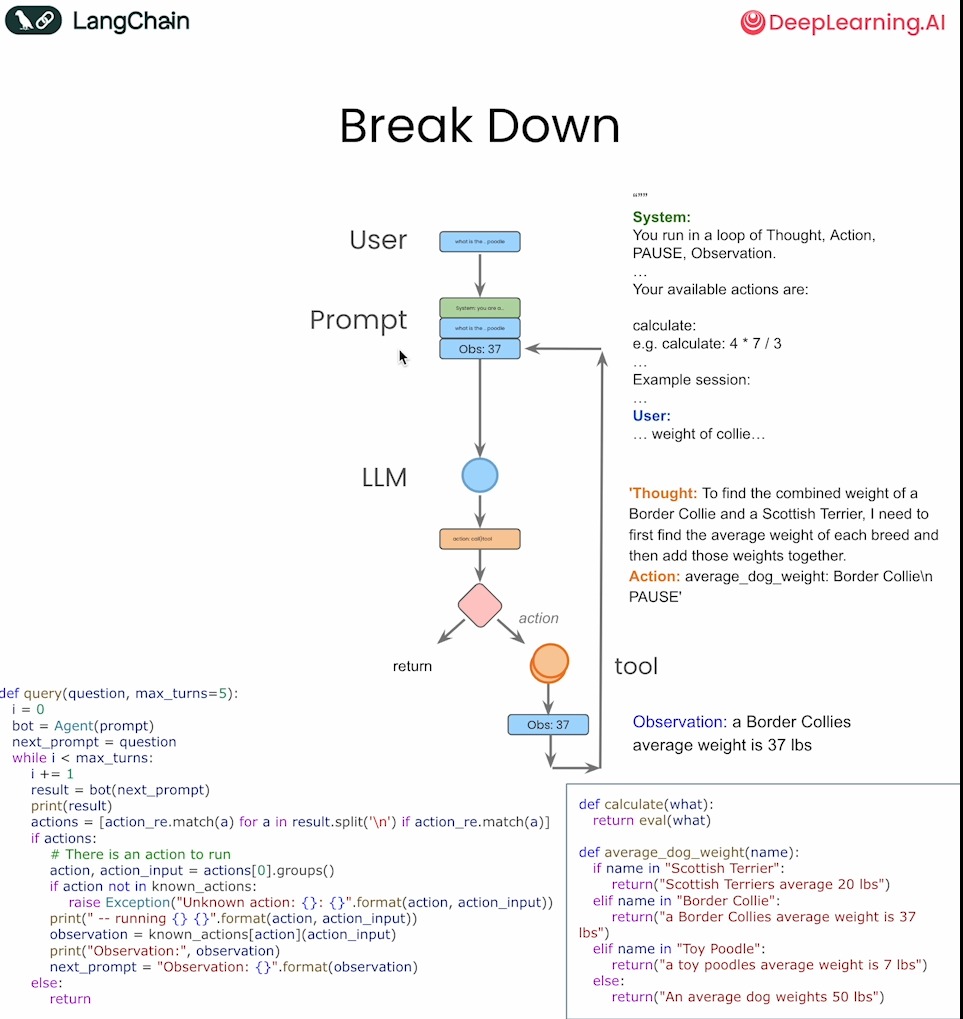 LangChain
DeepLearning.AI
Break Down
User
what is the .. poodle
Prompt
System: you are a...
what is the .. poodle
Obs: 37
LLM
action: call)tool
action
return
tool
Obs: 37
“””
System:
You run in a loop of Thought, Action,
PAUSE, Observation.
…
Your available actions are:
calculate:
e.g. calculate: 4 * 7 / 3
…
Example session:
…
User:
… weight of collie…
'Thought: To find the combined weight of a
Border Collie and a Scottish Terrier, I need to
first find the average weight of each breed and
then add those weights together.
Action: average_dog_weight: Border Collie\n
PAUSE'
Observation: a Border Collies
average weight is 37 lbs
def query(question, max_turns=5):
i = 0
bot = Agent(prompt)
next_prompt = question
while i < max_turns:
i += 1
result = bot(next_prompt)
print(result)
actions = [action_re.match(a) for a in result.split('\n') if action_re.match(a)]
if actions:
# There is an action to run
action, action_input = actions[0].groups()
if action not in known_actions:
raise Exception("Unknown action: {}: {}".format(action, action_input))
print(" -- running {} {}".format(action, action_input))
observation = known_actions[action](action_input)
print("Observation:", observation)
next_prompt = "Observation: {}".format(observation)
else:
return
def calculate(what):
return eval(what)
def average_dog_weight(name):
if name in "Scottish Terrier":
return("Scottish Terriers average 20 lbs")
elif name in "Border Collie":
return("a Border Collies average weight is 37
lbs")
elif name in "Toy Poodle":
return("a toy poodles average weight is 7 lbs")
else:
return("An average dog weights 50 lbs")